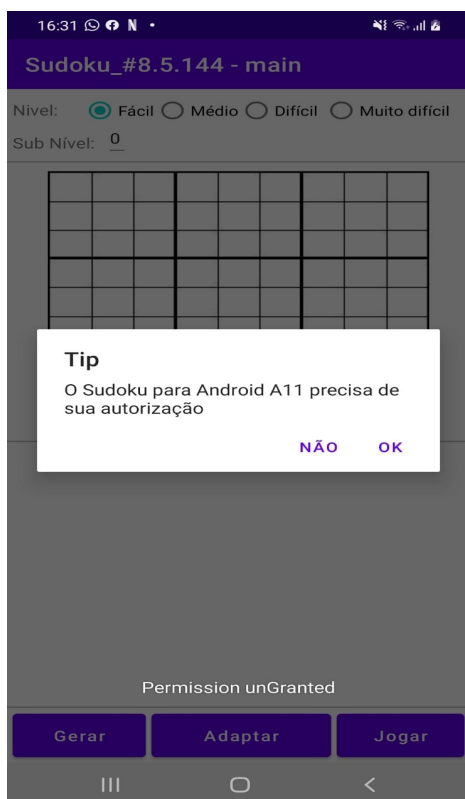 16:31
Sudoku_#8.5.144 - main
Nivel: Fácil Médio Difícil Muito difícil
Sub Nível: 0
Tip
O Sudoku para Android A11 precisa de
sua autorização
NÃO OK
Permission unGranted
Gerar Adaptar Jogar